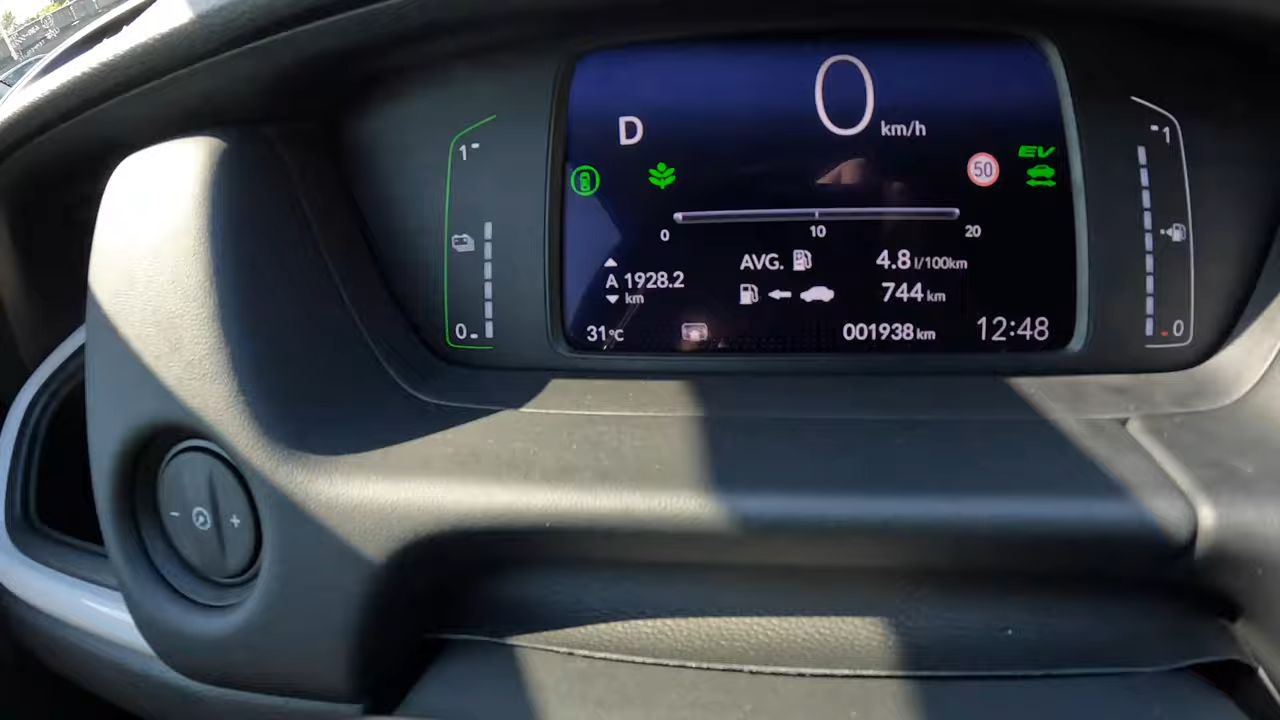 0 km/h
D
1
1
50
EV
0 10 20
AVG. 4.8 l/100km
A 1928.2 km
744 km
0
0
31°C
001938 km
12:48
- +